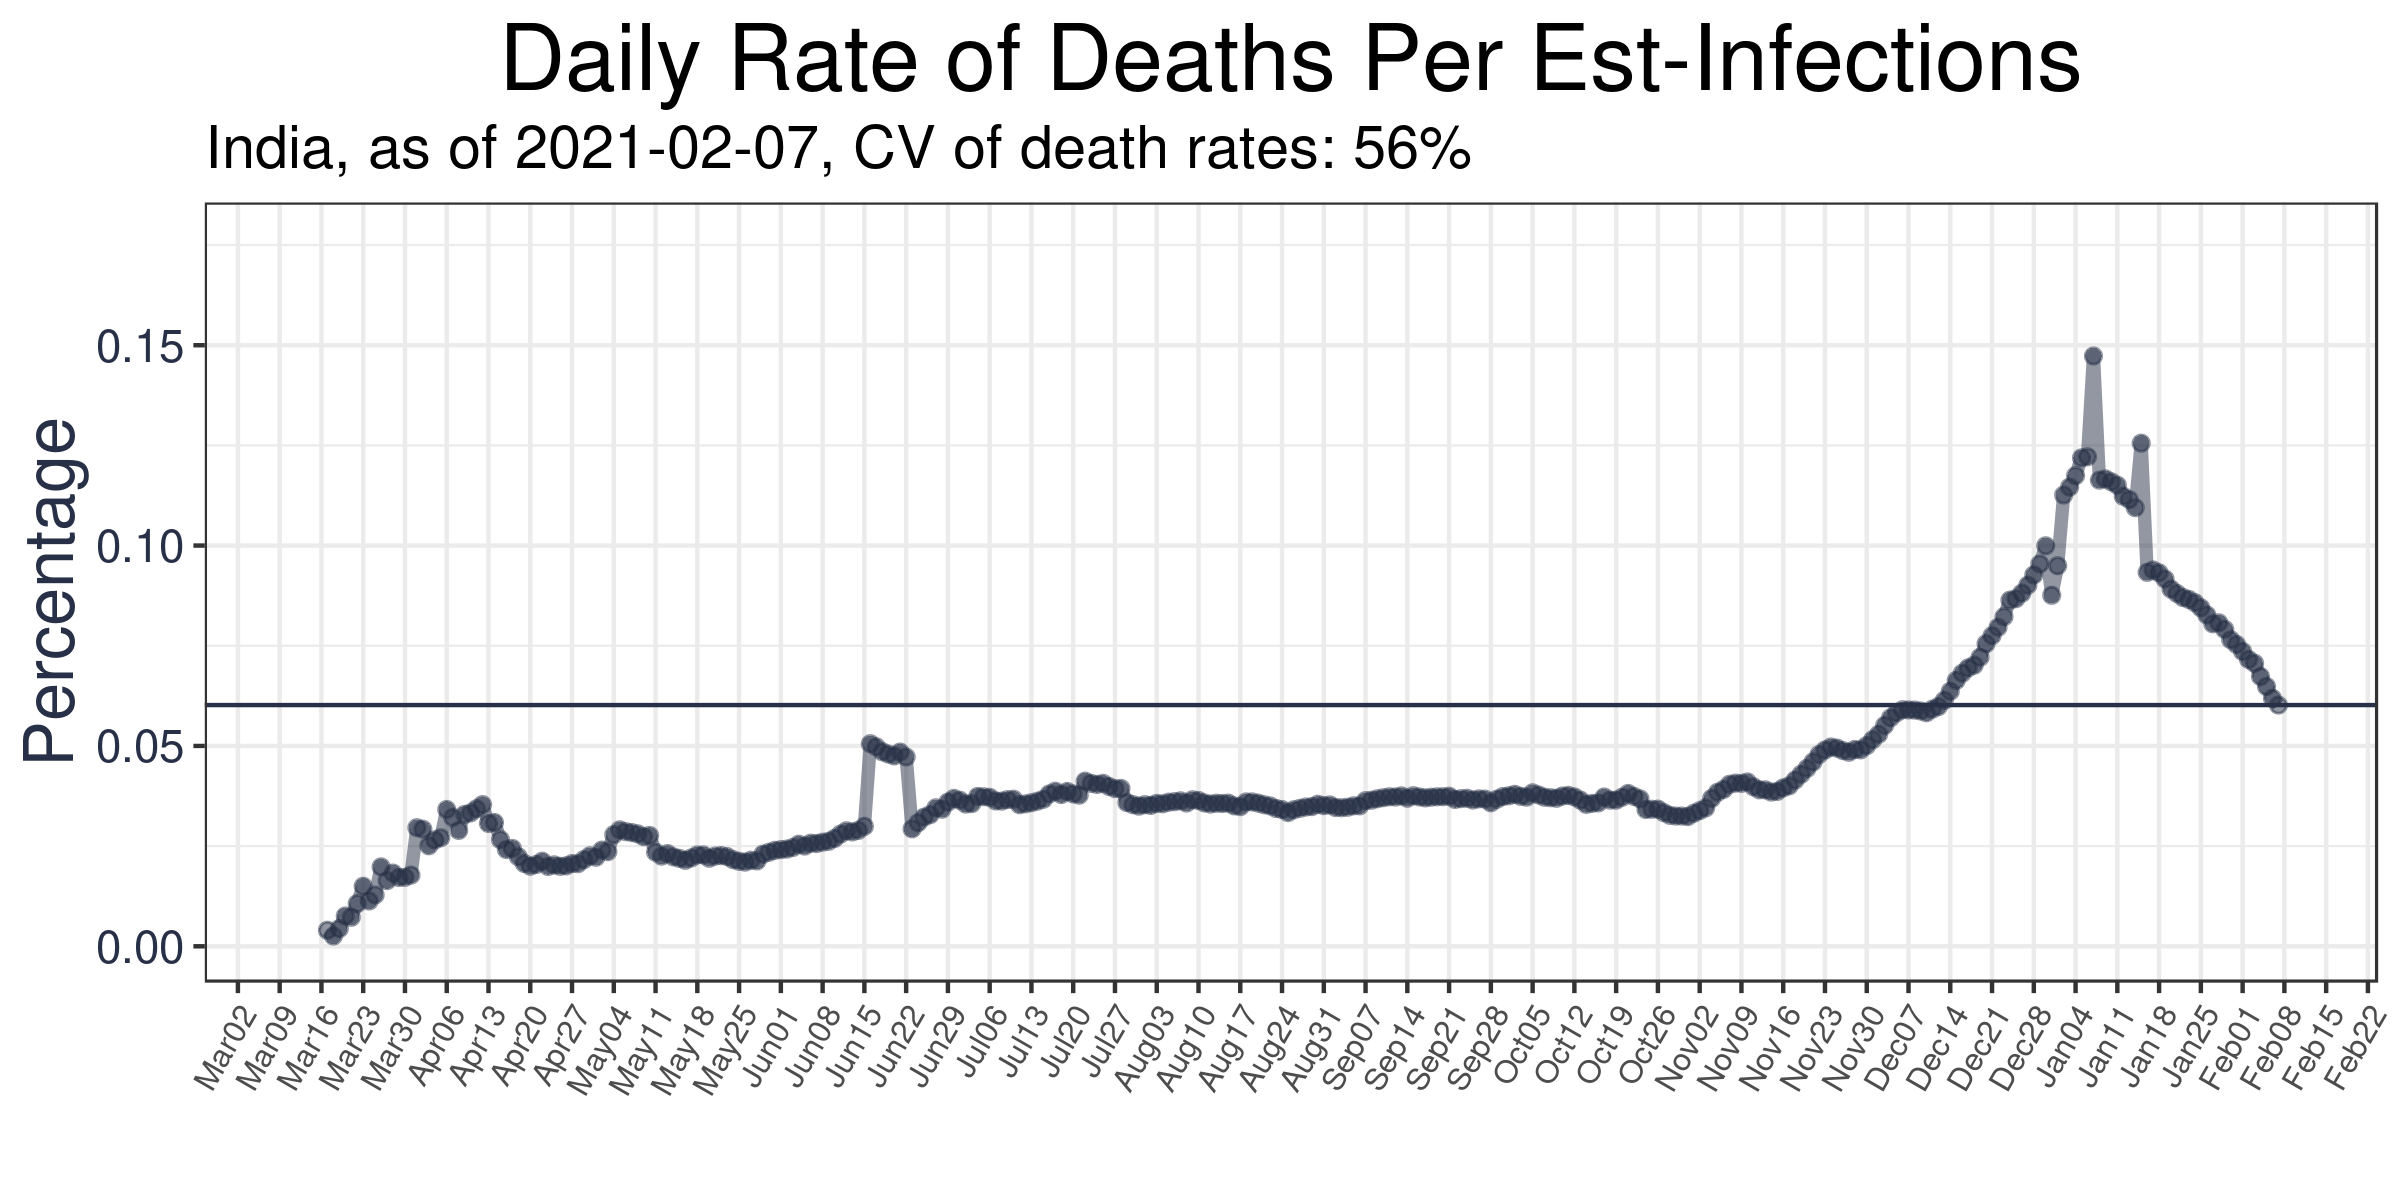 Daily Rate of Deaths Per Est-Infections
India, as of 2021-02-07, CV of death rates: 56%
Percentage
0.15
0.10
0.05
0.00
Mar02
Mar09
Mar16
Mar23
Mar30
Apr06
Apr13
Apr20
Apr27
May04
May11
May18
May25
Jun01
Jun08
Jun15
Jun22
Jun29
Jul06
Jul13
Jul20
Jul27
Aug03
Aug10
Aug17
Aug24
Aug31
Sep07
Sep14
Sep21
Sep28
Oct05
Oct12
Oct19
Oct26
Nov02
Nov09
Nov16
Nov23
Nov30
Dec07
Dec14
Dec21
Dec28
Jan04
Jan11
Jan18
Jan25
Feb01
Feb08
Feb15
Feb22